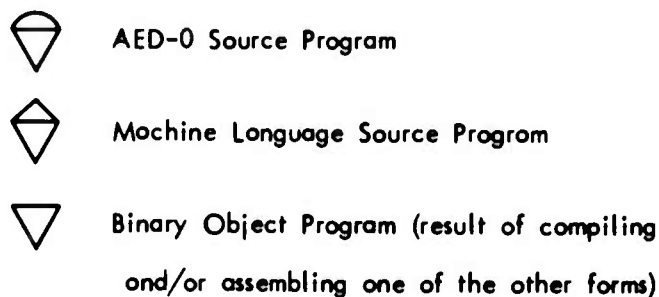 AED-0 Source Program
Mochine Longuage Source Progrom
Binary Object Program (result of compiling
ond/or assembling one of the other forms)